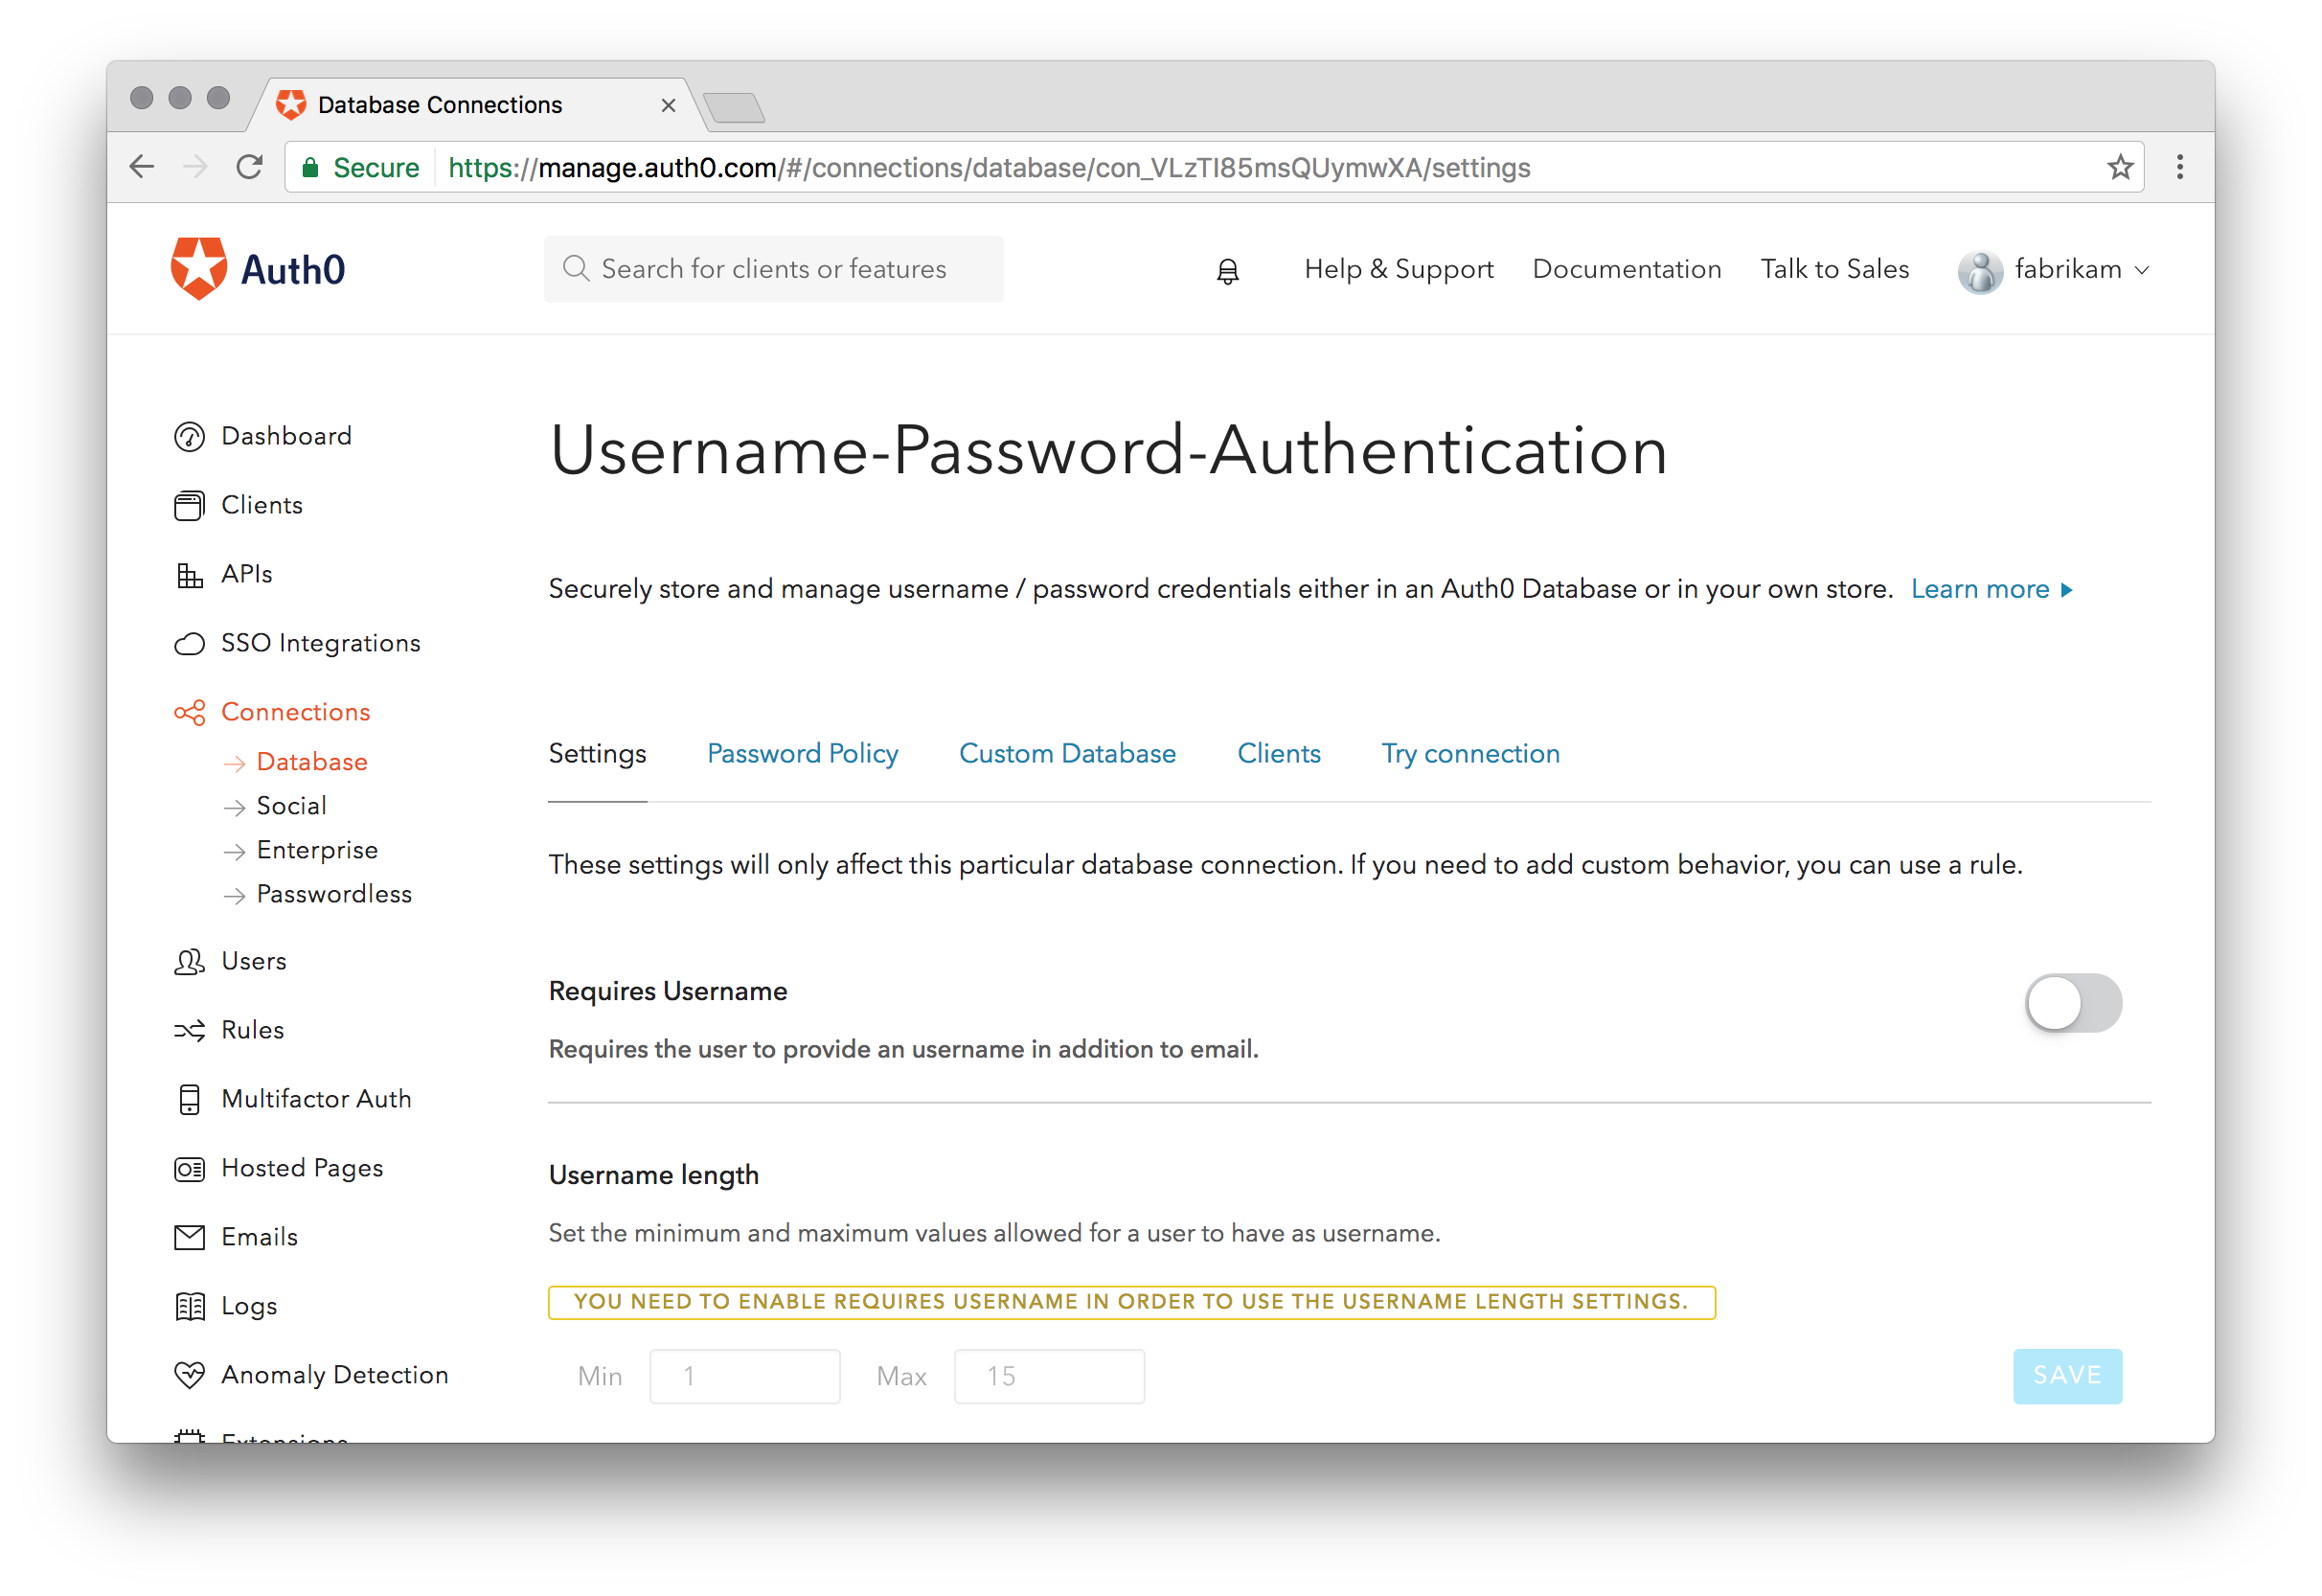 Database Connections
Secure https://manage.auth0.com/#/connections/database/con_VLzTI85msQUymwXA/settings
Auth0
Search for clients or features
Help & Support Documentation Talk to Sales fabrikam
Dashboard
Clients
APIs
SSO Integrations
Connections
Database
Social
Enterprise
Passwordless
Users
Rules
Multifactor Auth
Hosted Pages
Emails
Logs
Anomaly Detection
Extensions
Username-Password-Authentication
Securely store and manage username / password credentials either in an Auth0 Database or in your own store. Learn more
Settings Password Policy Custom Database Clients Try connection
These settings will only affect this particular database connection. If you need to add custom behavior, you can use a rule.
Requires Username
Requires the user to provide an username in addition to email.
Username length
Set the minimum and maximum values allowed for a user to have as username.
YOU NEED TO ENABLE REQUIRES USERNAME IN ORDER TO USE THE USERNAME LENGTH SETTINGS.
Min 1 Max 15 SAVE